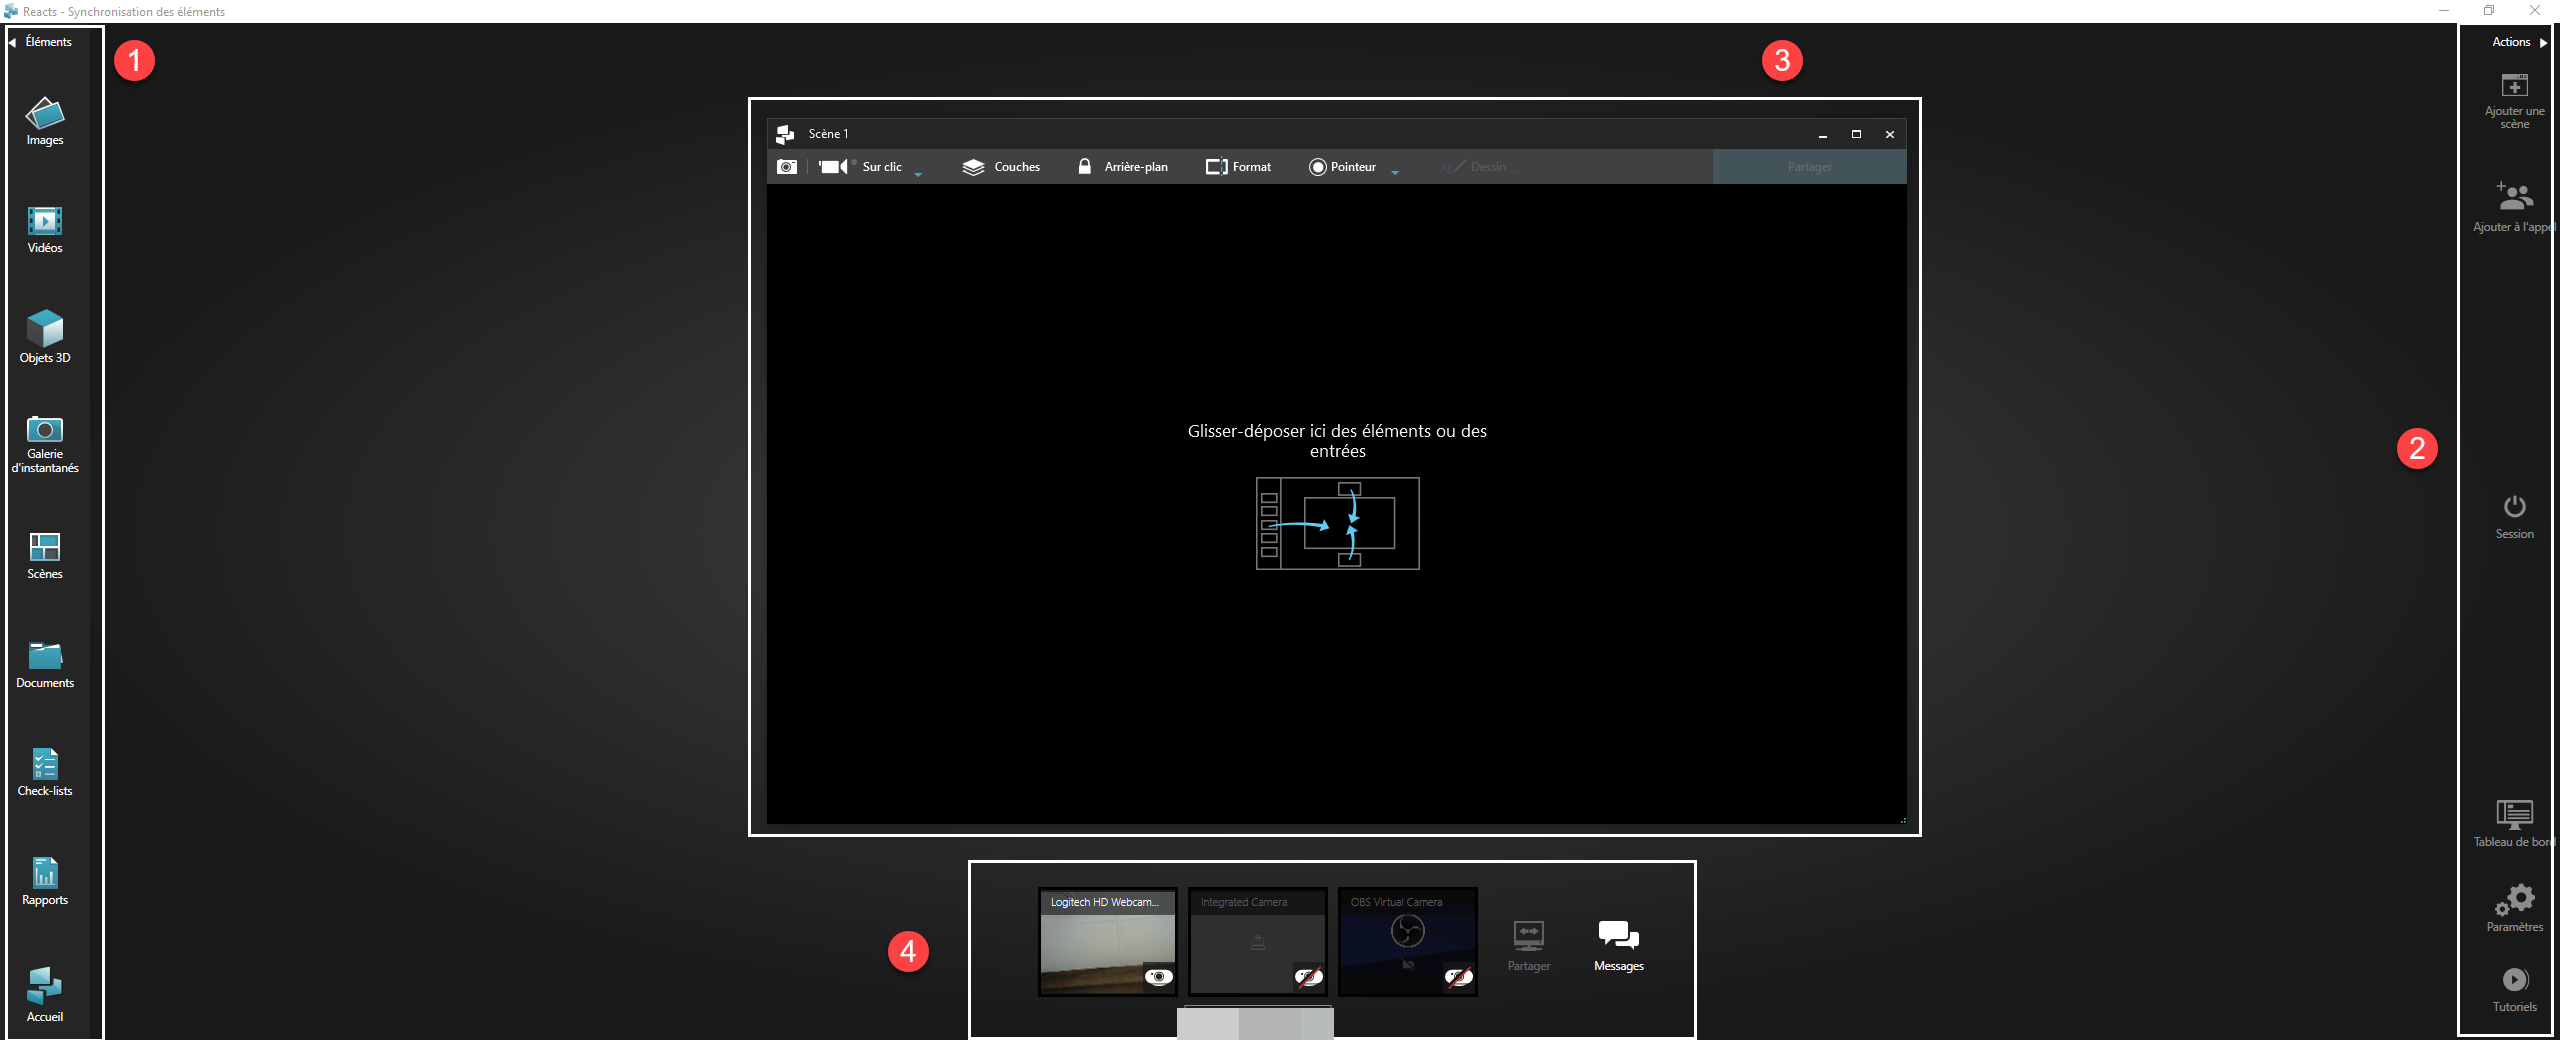 Reacts - Synchronisation des éléments
Éléments
1
Images
Vidéos
Objets 3D
Galerie
d'instantanés
Scènes
Documents
Check-lists
Rapports
Accueil
3
Scène 1
Sur clic
Couches
Arrière-plan
Format
Pointeur
Dessin
Partager
Glisser-déposer ici des éléments ou des
entrées
4
Logitech HD Webcam...
Integrated Camera
OBS Virtual Camera
Partager
Messages
2
Actions
Ajouter une
scène
Ajouter à l'appel
Session
Tableau de bord
Paramètres
Tutoriels